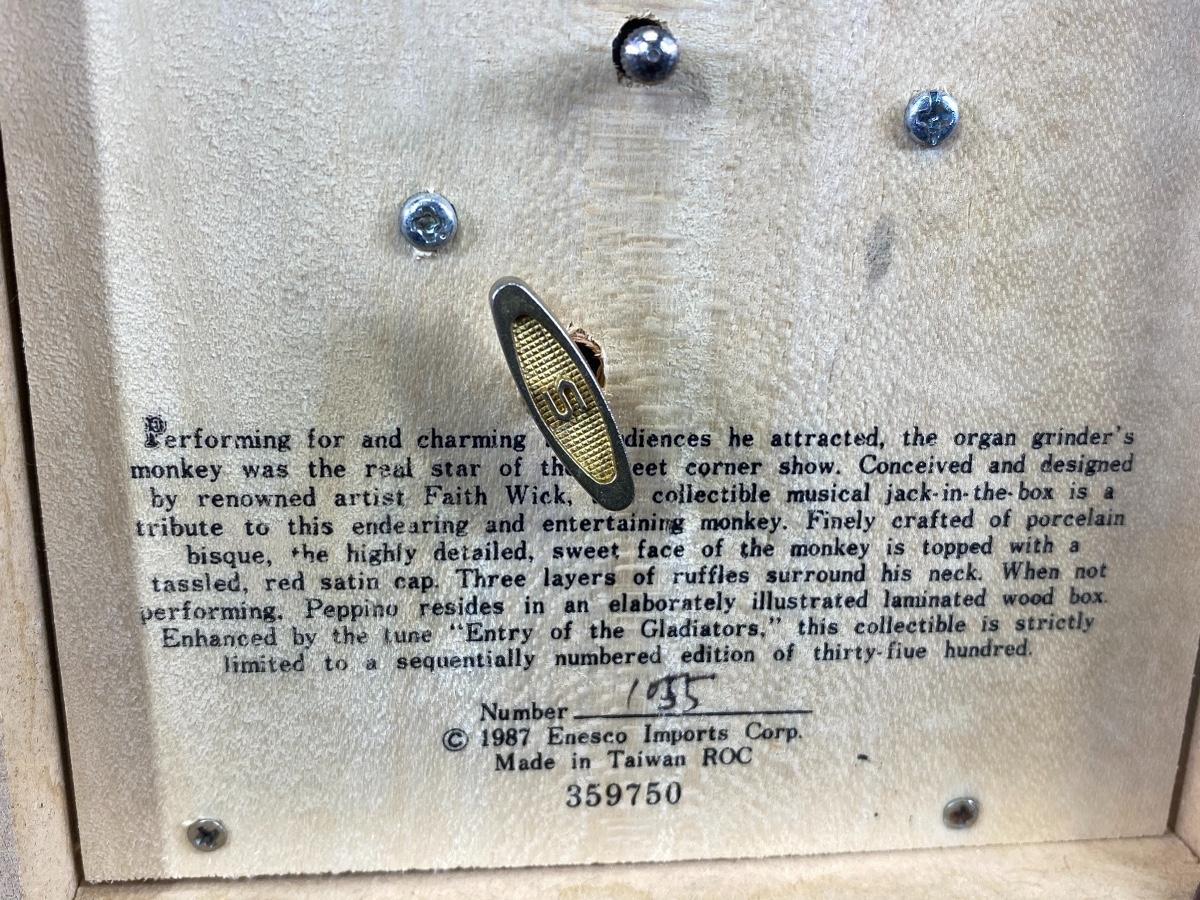 S
Performing for and charming diences he attracted, the organ grinder's
monkey was the real star of the eet corner show. Conceived and designed
by renowned artist Faith Wick, collectible musical jack-in-the-box is a
tribute to this endearing and entertaining monkey. Finely crafted of porcelain
bisque, the highly detailed, sweet face of the monkey is topped with a
tassled, red satin cap. Three layers of ruffles surround his neck. When not
performing, Peppino resides in an elaborately illustrated laminated wood box.
Enhanced by the tune "Entry of the Gladiators," this collectible is strictly
limited to a sequentially numbered edition of thirty-five hundred.
Number 1055
© 1987 Enesco Imports Corp.
Made in Taiwan ROC
359750